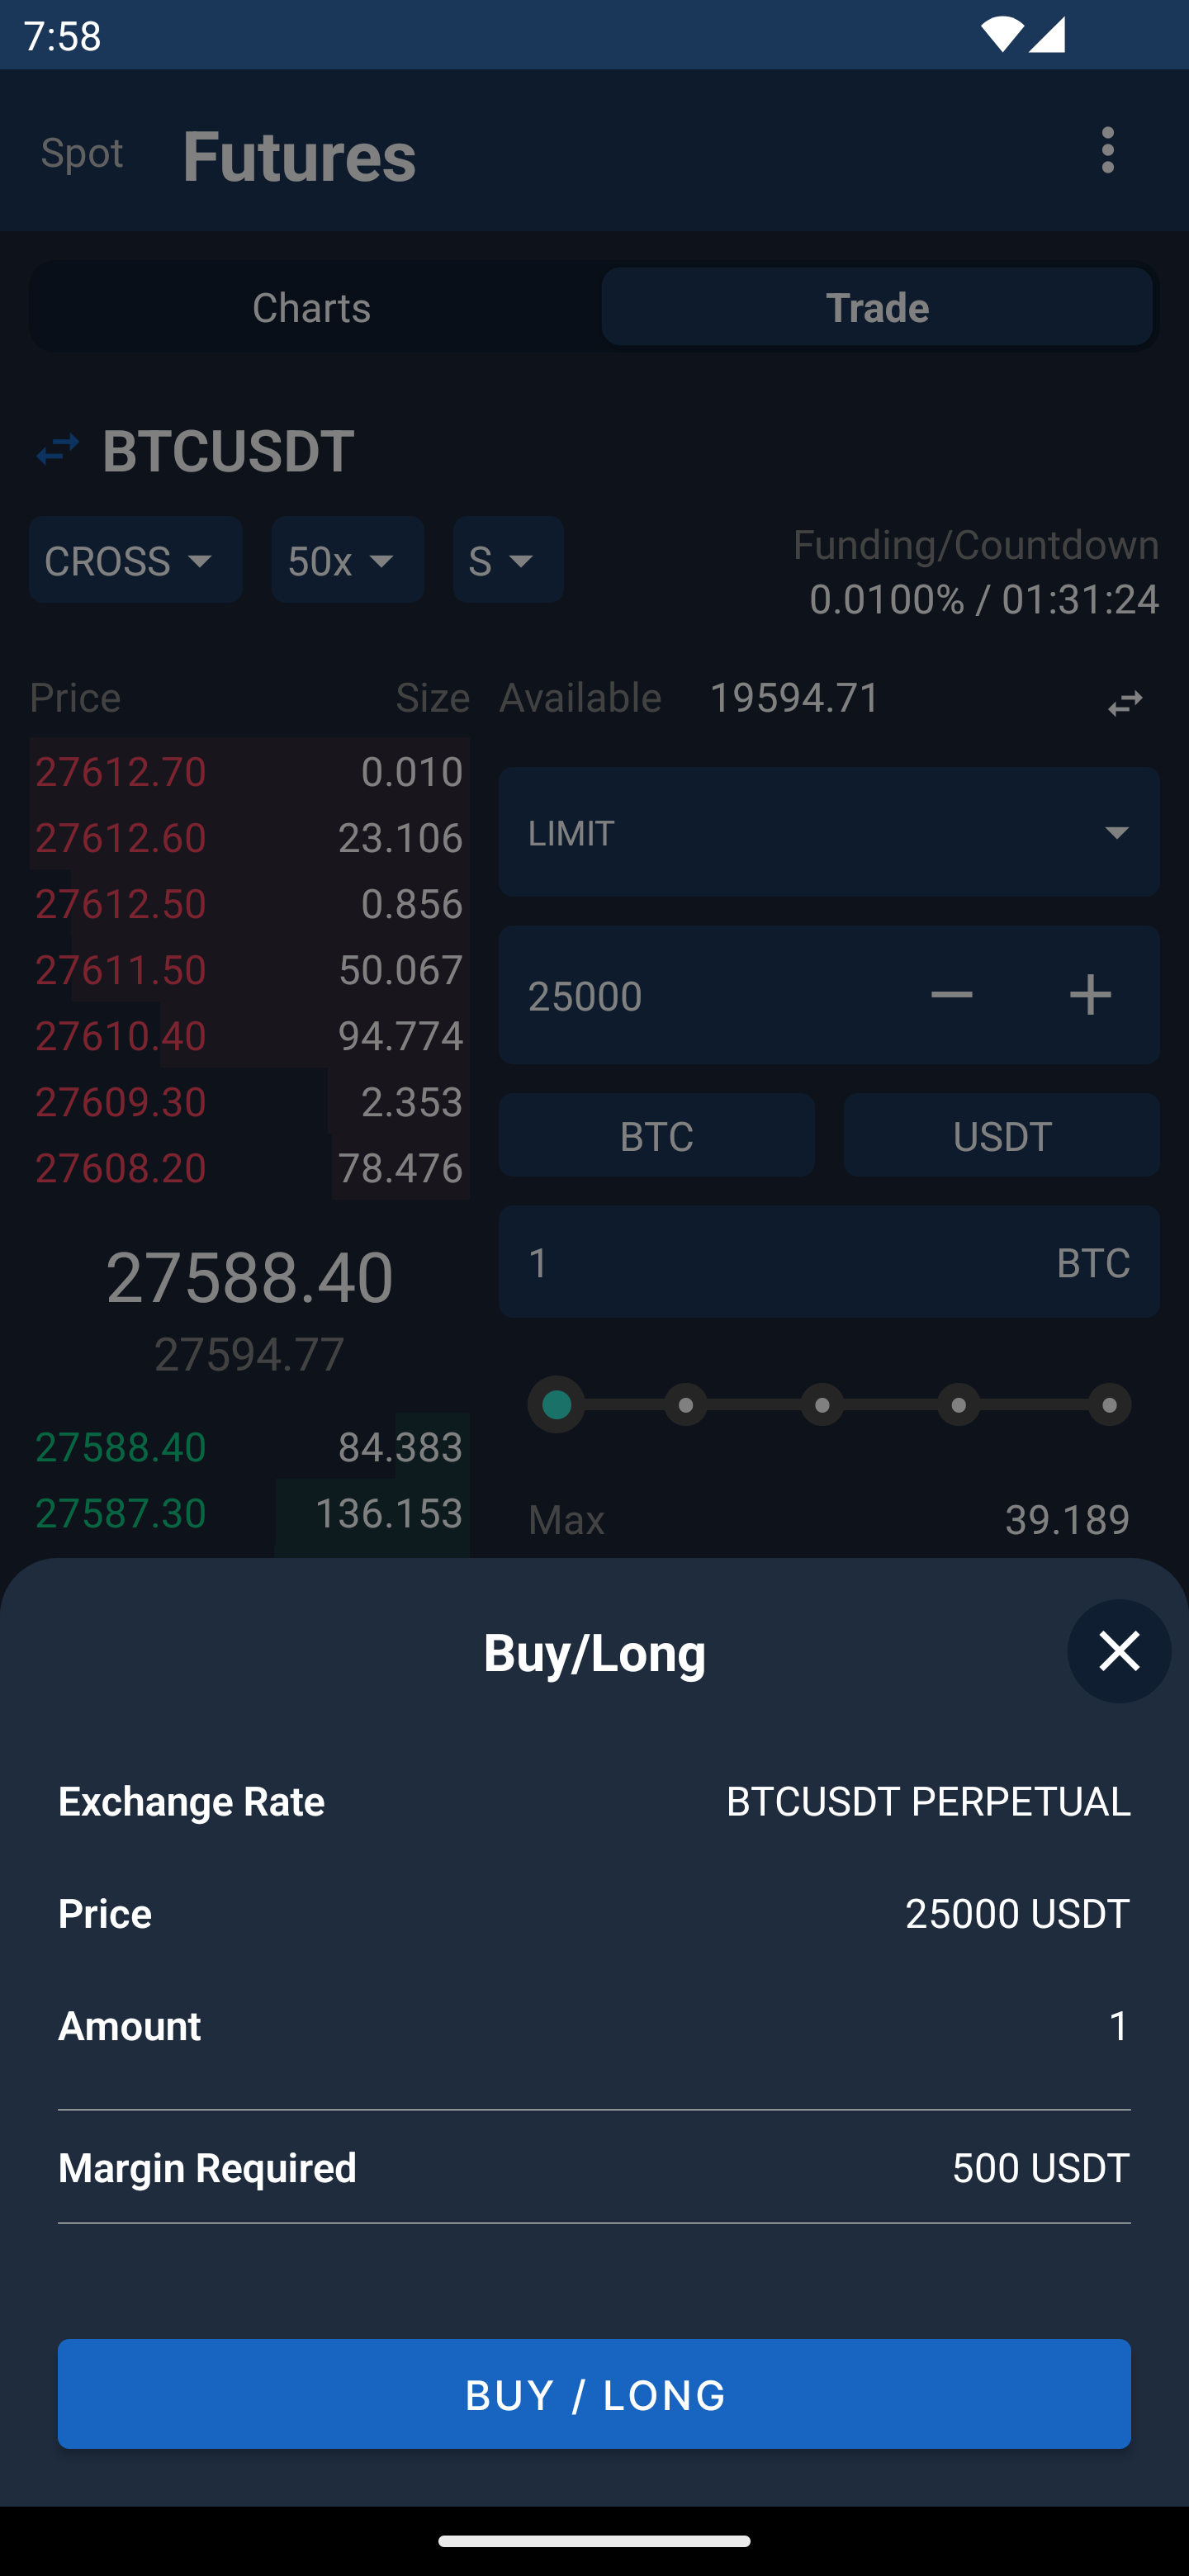 7:58
Spot Futures
Charts Trade
BTCUSDT
CROSS 50x S
Funding/Countdown
0.0100% / 01:31:24
Price Size
27612.70 0.010
27612.60 23.106
27612.50 0.856
27611.50 50.067
27610.40 94.774
27609.30 2.353
27608.20 78.476
27588.40
27594.77
27588.40 84.383
27587.30 136.153
Available 19594.71
LIMIT
25000
BTC USDT
1 BTC
Max 39.189
Buy/Long
Exchange Rate BTCUSDT PERPETUAL
Price 25000 USDT
Amount 1
Margin Required 500 USDT
BUY / LONG